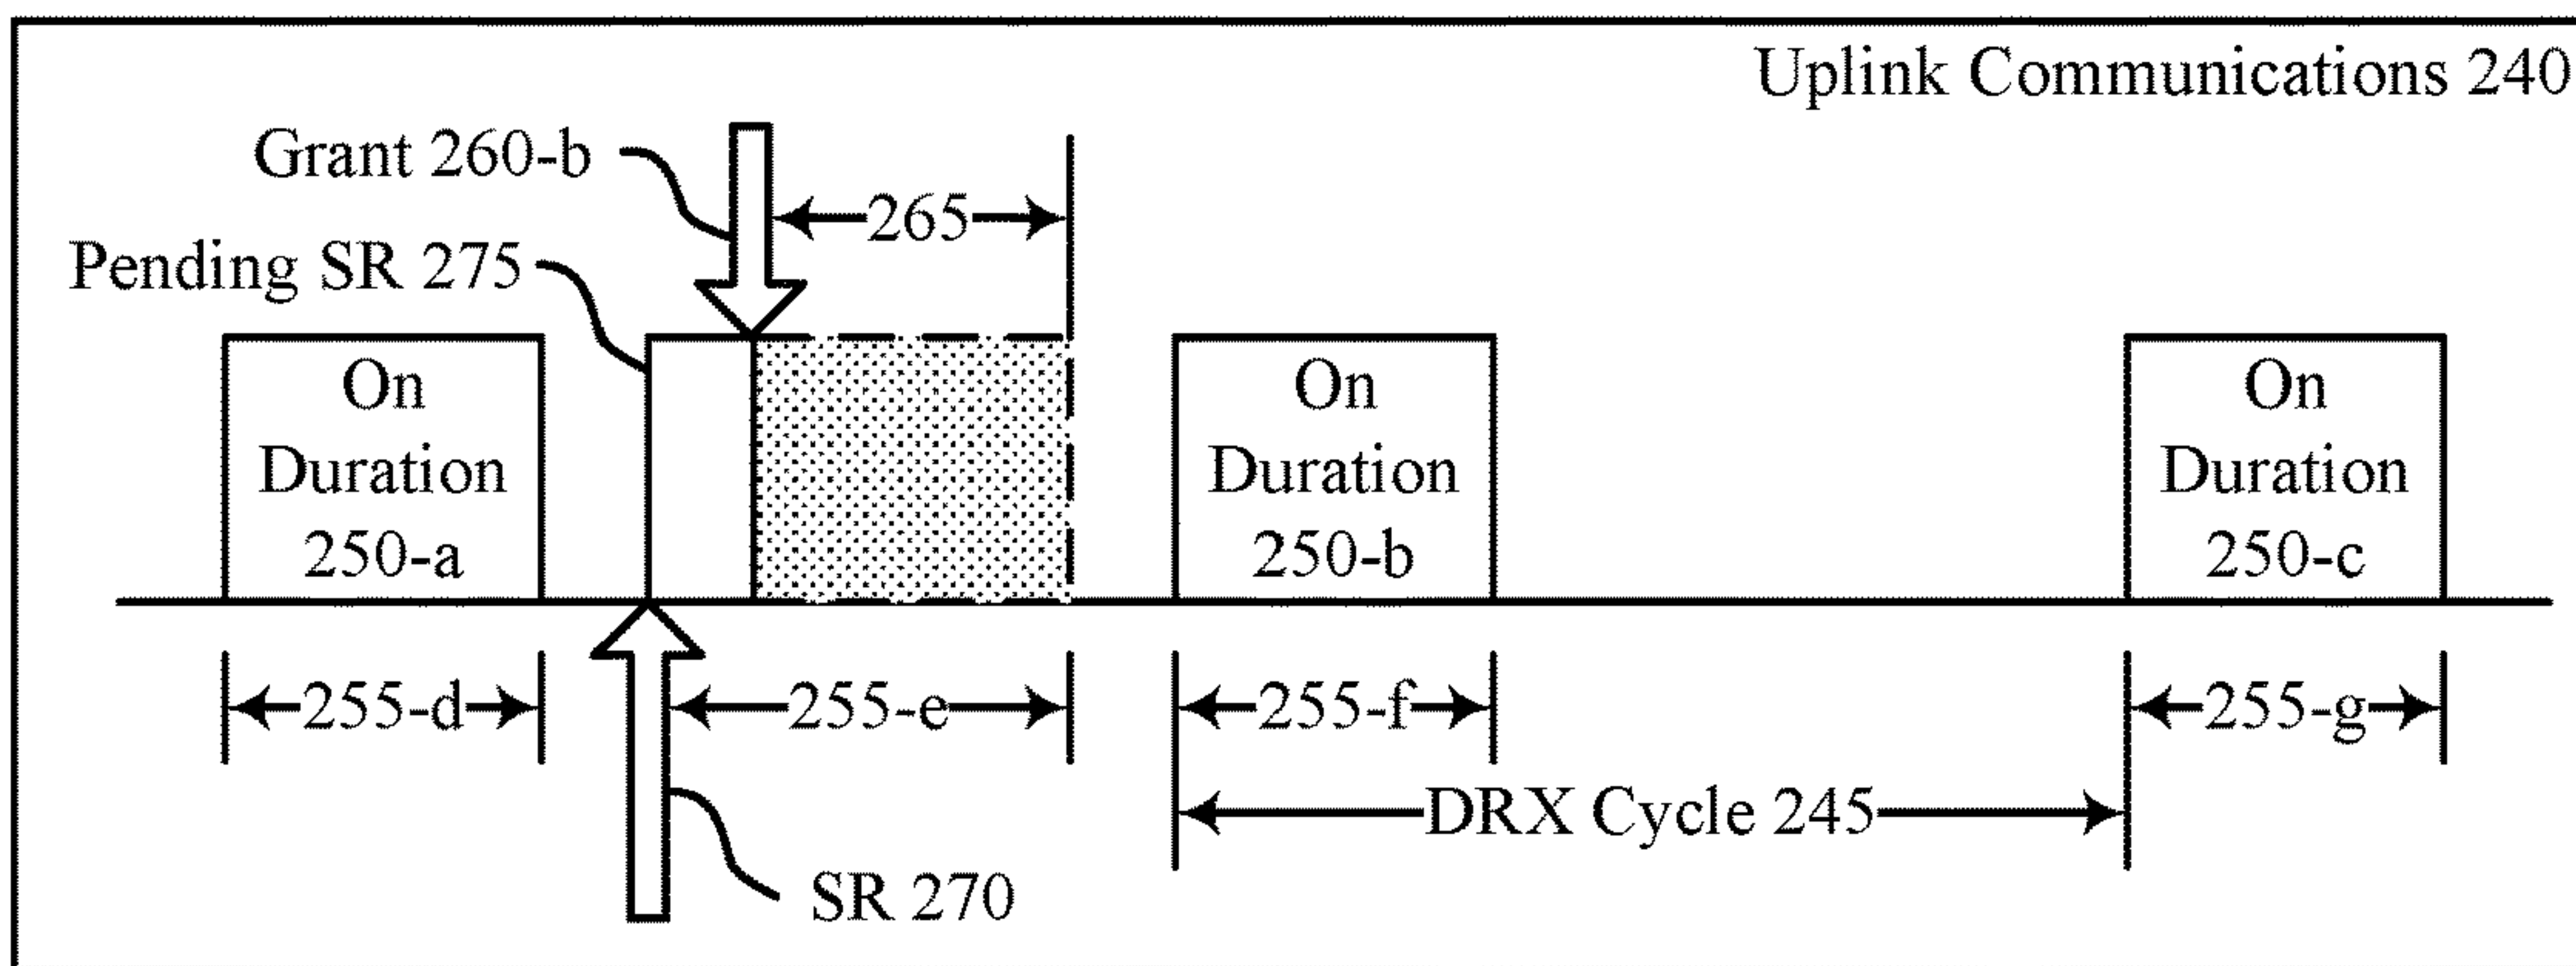 Uplink Communications 240
Grant 260-b
265
Pending SR 275
On
Duration
250-a
On
Duration
250-b
On
Duration
250-c
255-d
255-e
255-f
255-g
DRX Cycle 245
SR 270